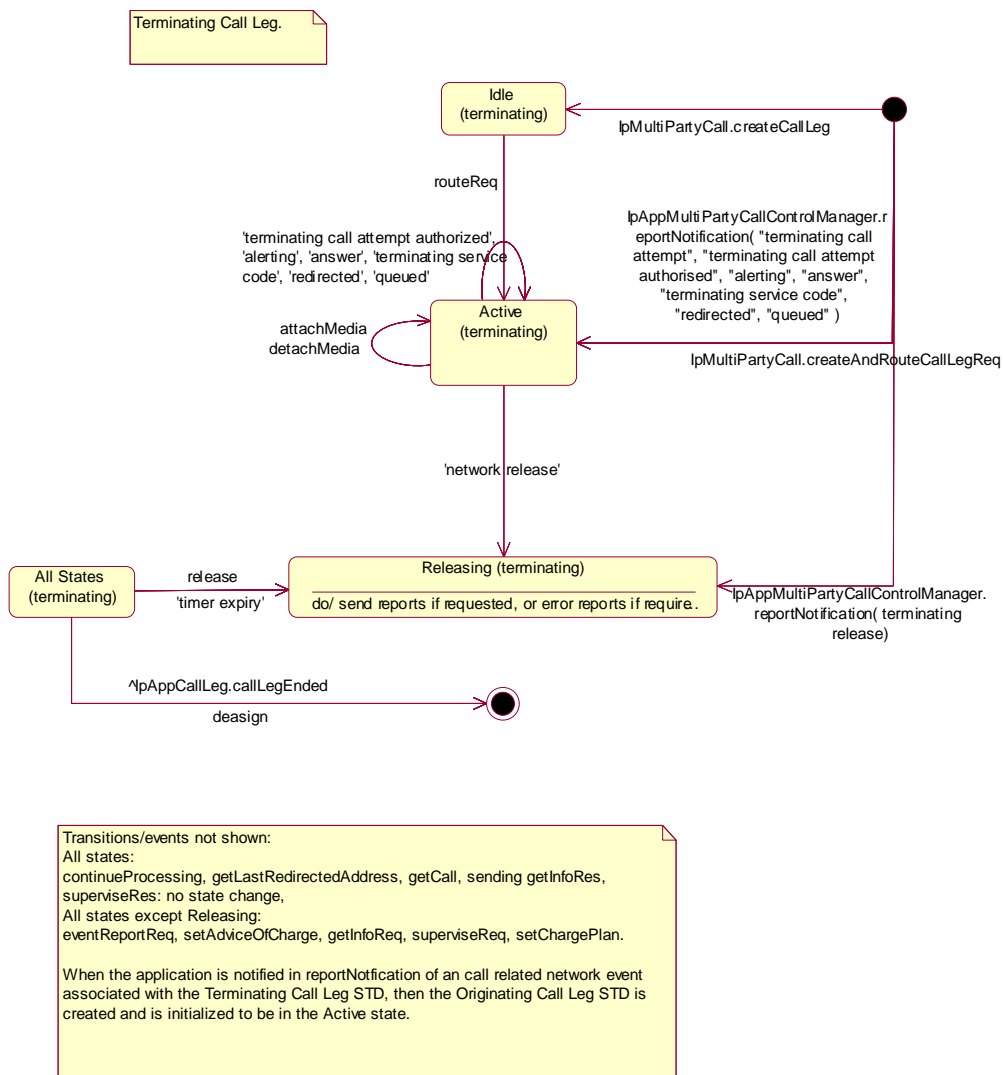 Terminating Call Leg.
Idle
(terminating)
IpMultiPartyCall.createCallLeg
routeReq
IpAppMultiPartyCallControlManager.r
eportNotification( "terminating call
attempt", "terminating call attempt
authorised", "alerting", "answer",
"terminating service code",
"redirected", "queued" )
'terminating call attempt authorized',
'alerting', 'answer', 'terminating service
code', 'redirected', 'queued'
Active
(terminating)
attachMedia
detachMedia
IpMultiPartyCall.createAndRouteCallLegReq
'network release'
All States
(terminating)
release
'timer expiry'
Releasing (terminating)
do/ send reports if requested, or error reports if require..
IpAppMultiPartyCallControlManager.
reportNotification( terminating
release)
^IpAppCallLeg.callLegEnded
deasign
Transitions/events not shown:
All states:
continueProcessing, getLastRedirectedAddress, getCall, sending getInfoRes,
superviseRes: no state change,
All states except Releasing:
eventReportReq, setAdviceOfCharge, getInfoReq, superviseReq, setChargePlan.
When the application is notified in reportNotfication of an call related network event
associated with the Terminating Call Leg STD, then the Originating Call Leg STD is
created and is initialized to be in the Active state.